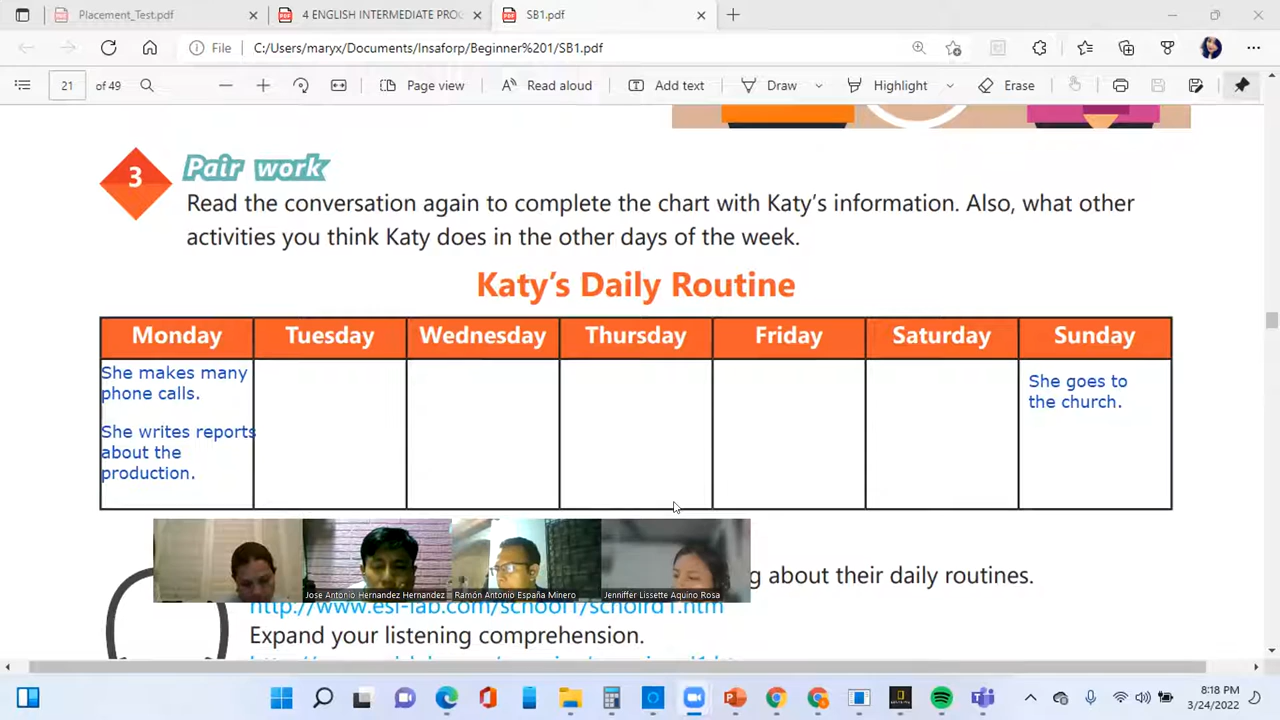 Placement_Test.pdf
4 ENGLISH INTERMEDIATE PRO
SB1.pdf
File
C:/Users/maryx/Documents/Insaforp/Beginner%201/SB1.pdf
21 of 49
Page view
Read aloud
Add text
Draw
Highlight
Erase
3 Pair work
Read the conversation again to complete the chart with Katy's information. Also, what other
activities you think Katy does in the other days of the week.
Katy's Daily Routine
Monday Tuesday Wednesday Thursday Friday Saturday Sunday
She makes many
phone calls.
She writes reports
about the
production.
She goes to
the church.
Jose Antonio Hernandez Hernandez
Ramón Antonio España Minero
Jenniffer Lissette Aquino Rosa
about their daily routines.
http://www.esl-lab.com/school1/scholrd1.htm
Expand your listening comprehension.
8:18 PM
3/24/2022